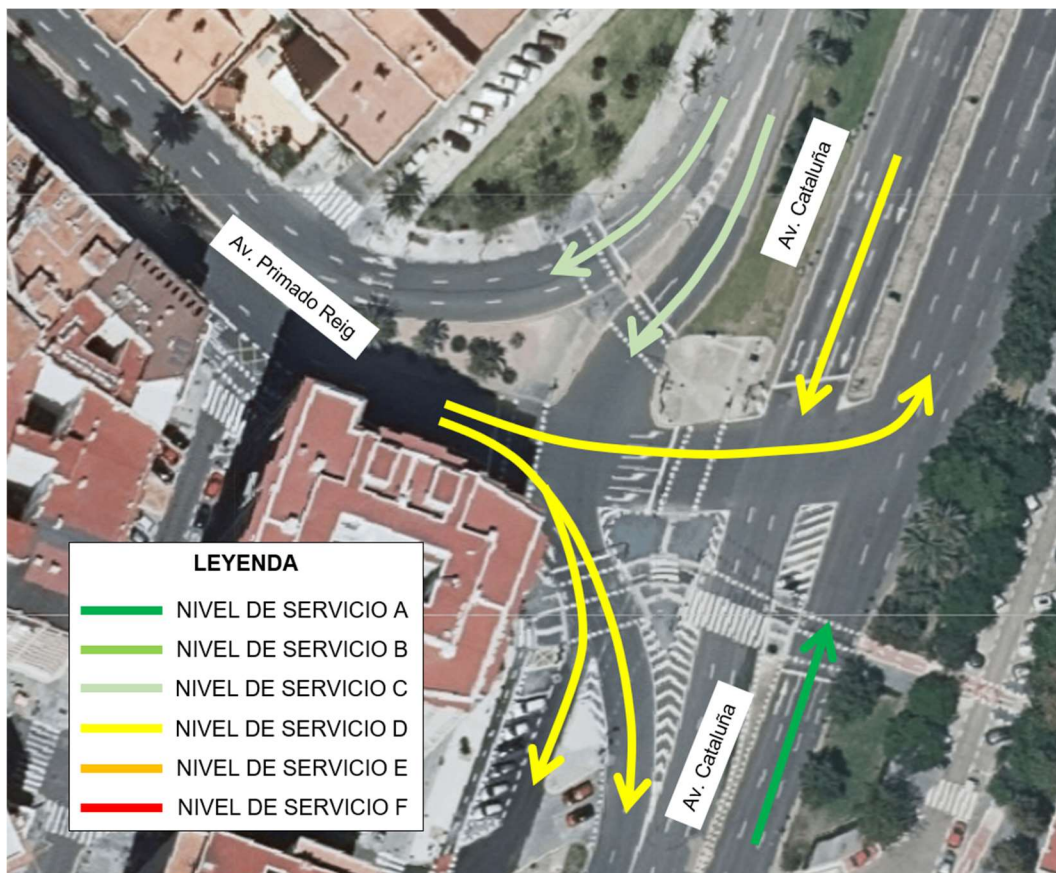 Av. Cataluña
Av. Primado Reig
LEYENDA
NIVEL DE SERVICIO A
NIVEL DE SERVICIO B
NIVEL DE SERVICIO C
NIVEL DE SERVICIO D
NIVEL DE SERVICIO E
NIVEL DE SERVICIO F
Av. Cataluña